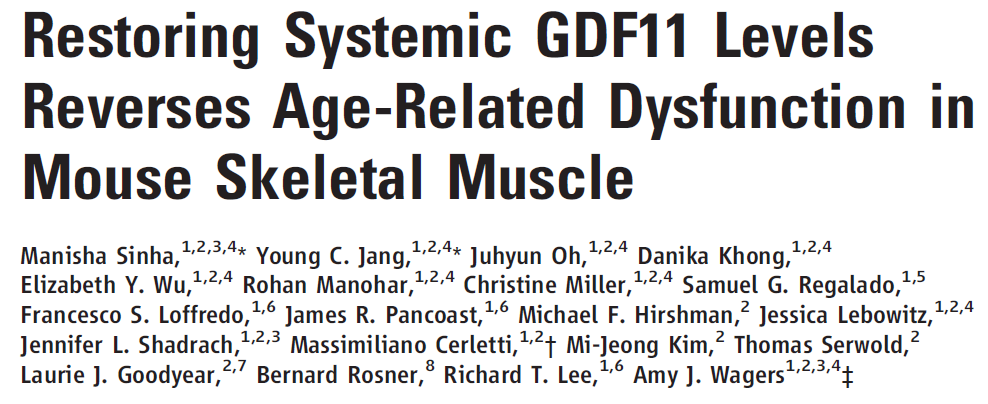 Restoring Systemic GDF11 Levels
Reverses Age-Related Dysfunction in
Mouse Skeletal Muscle
Manisha Sinha,1,2,3,4* Young C. Jang,1,2,4* Juhyun Oh,1,2,4 Danika Khong,1,2,4
Elizabeth Y. Wu,1,2,4 Rohan Manohar,1,2,4 Christine Miller,1,2,4 Samuel G. Regalado,1,5
Francesco S. Loffredo,1,6 James R. Pancoast,1,6 Michael F. Hirshman,2 Jessica Lebowitz,1,2,4
Jennifer L. Shadrach,1,2,3 Massimiliano Cerletti,1,2† Mi-Jeong Kim,2 Thomas Serwold,2
Laurie J. Goodyear,2,7 Bernard Rosner,8 Richard T. Lee,1,6 Amy J. Wagers1,2,3,4‡